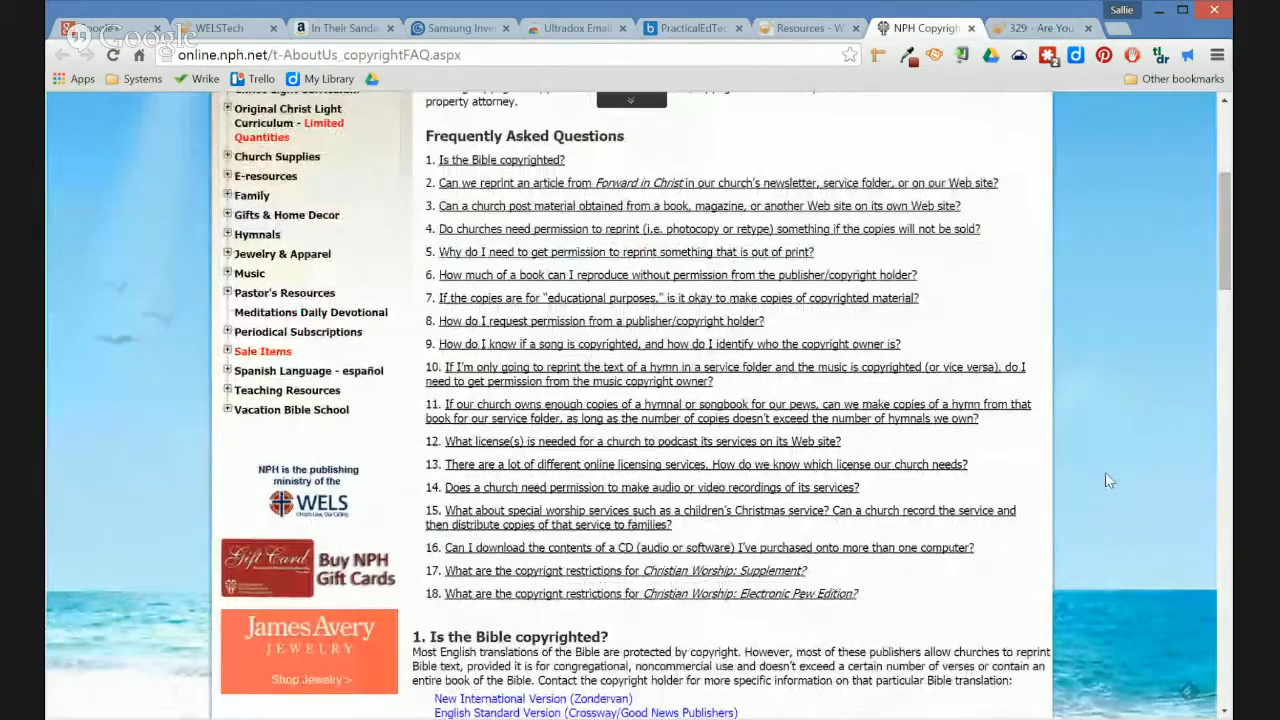 Sallie
Google+
WELSTech
In Their Sanda
Samsung Inve
Ultradox Email
PracticalEdTec
Resources - W
NPH Copyrigh
329 - Are You
Google
online.nph.net/t-AboutUs_copyrightFAQ.aspx
Apps
Systems
Wrike
Trello
My Library
Other bookmarks
property attorney.
Original Christ Light
Curriculum - Limited
Quantities
Church Supplies
E-resources
Family
Gifts & Home Decor
Hymnals
Jewelry & Apparel
Music
Pastor's Resources
Meditations Daily Devotional
Periodical Subscriptions
Sale Items
Spanish Language - español
Teaching Resources
Vacation Bible School
NPH is the publishing
ministry of the
WELS
Gift Card
Buy NPH
Gift Cards
James Avery
JEWELRY
Shop Jewelry >
Frequently Asked Questions
1. Is the Bible copyrighted?
2. Can we reprint an article from Forward in Christ in our church's newsletter, service folder, or on our Web site?
3. Can a church post material obtained from a book, magazine, or another Web site on its own Web site?
4. Do churches need permission to reprint (i.e. photocopy or retype) something if the copies will not be sold?
5. Why do I need to get permission to reprint something that is out of print?
6. How much of a book can I reproduce without permission from the publisher/copyright holder?
7. If the copies are for "educational purposes," is it okay to make copies of copyrighted material?
8. How do I request permission from a publisher/copyright holder?
9. How do I know if a song is copyrighted, and how do I identify who the copyright owner is?
10. If I'm only going to reprint the text of a hymn in a service folder and the music is copyrighted (or vice versa), do I
need to get permission from the music copyright owner?
11. If our church owns enough copies of a hymnal or songbook for our pews, can we make copies of a hymn from that
book for our service folder, as long as the number of copies doesn't exceed the number of hymnals we own?
12. What license(s) is needed for a church to podcast its services on its Web site?
13. There are a lot of different online licensing services. How do we know which license our church needs?
14. Does a church need permission to make audio or video recordings of its services?
15. What about special worship services such as a children's Christmas service? Can a church record the service and
then distribute copies of that service to families?
16. Can I download the contents of a CD (audio or software) I've purchased onto more than one computer?
17. What are the copyright restrictions for Christian Worship: Supplement?
18. What are the copyright restrictions for Christian Worship: Electronic Pew Edition?
1. Is the Bible copyrighted?
Most English translations of the Bible are protected by copyright. However, most of these publishers allow churches to reprint
Bible text, provided it is for congregational, noncommercial use and doesn't exceed a certain number of verses or contain an
entire book of the Bible. Contact the copyright holder for more specific information on that particular Bible translation:
New International Version (Zondervan)
English Standard Version (Crossway/Good News Publishers)